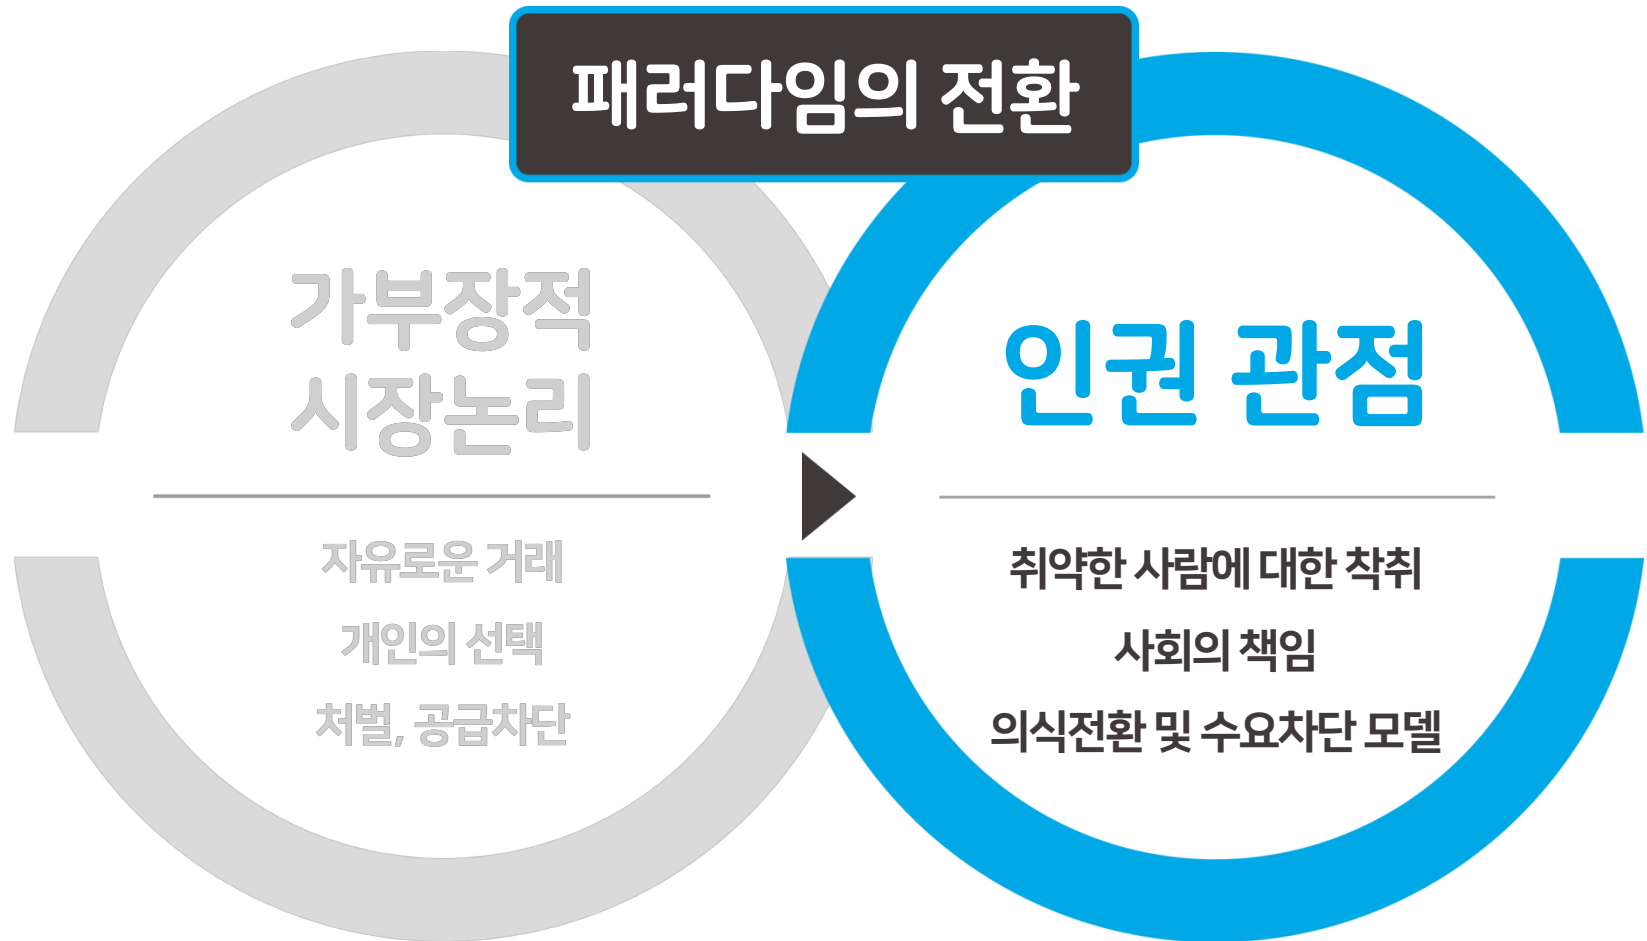 패러다임의 전환
가부장적
시장논리
자유로운 거래
개인의 선택
처벌, 공급차단
인권 관점
취약한 사람에 대한 착취
사회의 책임
의식전환 및 수요차단 모델